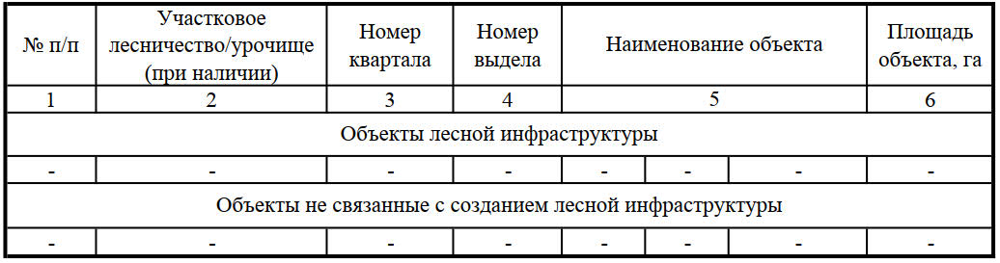 № п/п
Участковое
лесничество/урочище
(при наличии)
Номер
квартала
Номер
выдела
Наименование объекта
Площадь
объекта, га
1 2 3 4 5 6
Объекты лесной инфраструктуры
- - - - - - - -
Объекты не связанные с созданием лесной инфраструктуры
- - - - - - - -